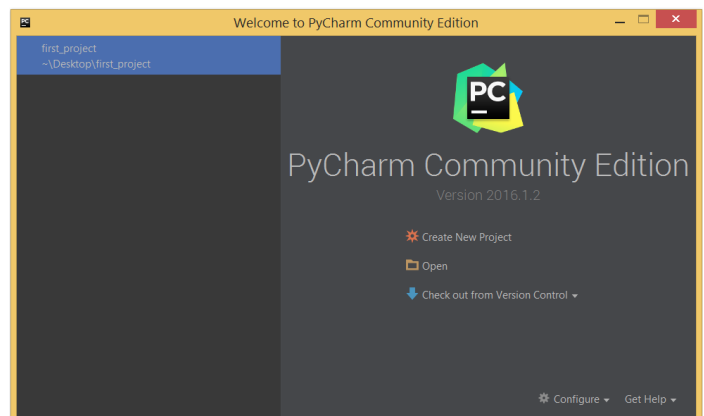 PC
Welcome to PyCharm Community Edition
first_project
~\Desktop\first_project
PC
PyCharm Community Edition
Version 2016.1.2
Create New Project
Open
Check out from Version Control
Configure
Get Help